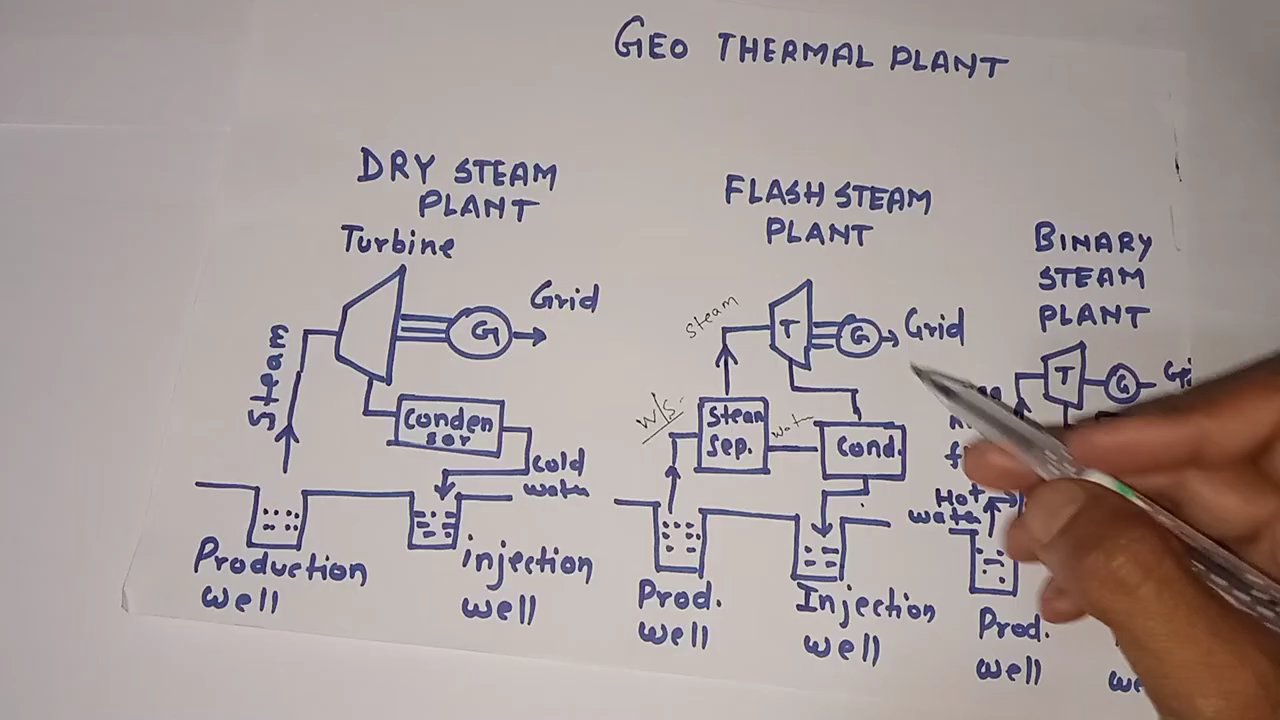 GEO THERMAL PLANT
DRY STEAM
PLANT
Turbine
Steam
G
Grid
Conden
sor
Cold
water
Production
well
injection
well
FLASH STEAM
PLANT
steam
T
G
Grid
W/S.
Steam
Sep.
water
Cond.
Prod.
well
Injection
well
BINARY
STEAM
PLANT
T
G
Hot
water
Prod.
well